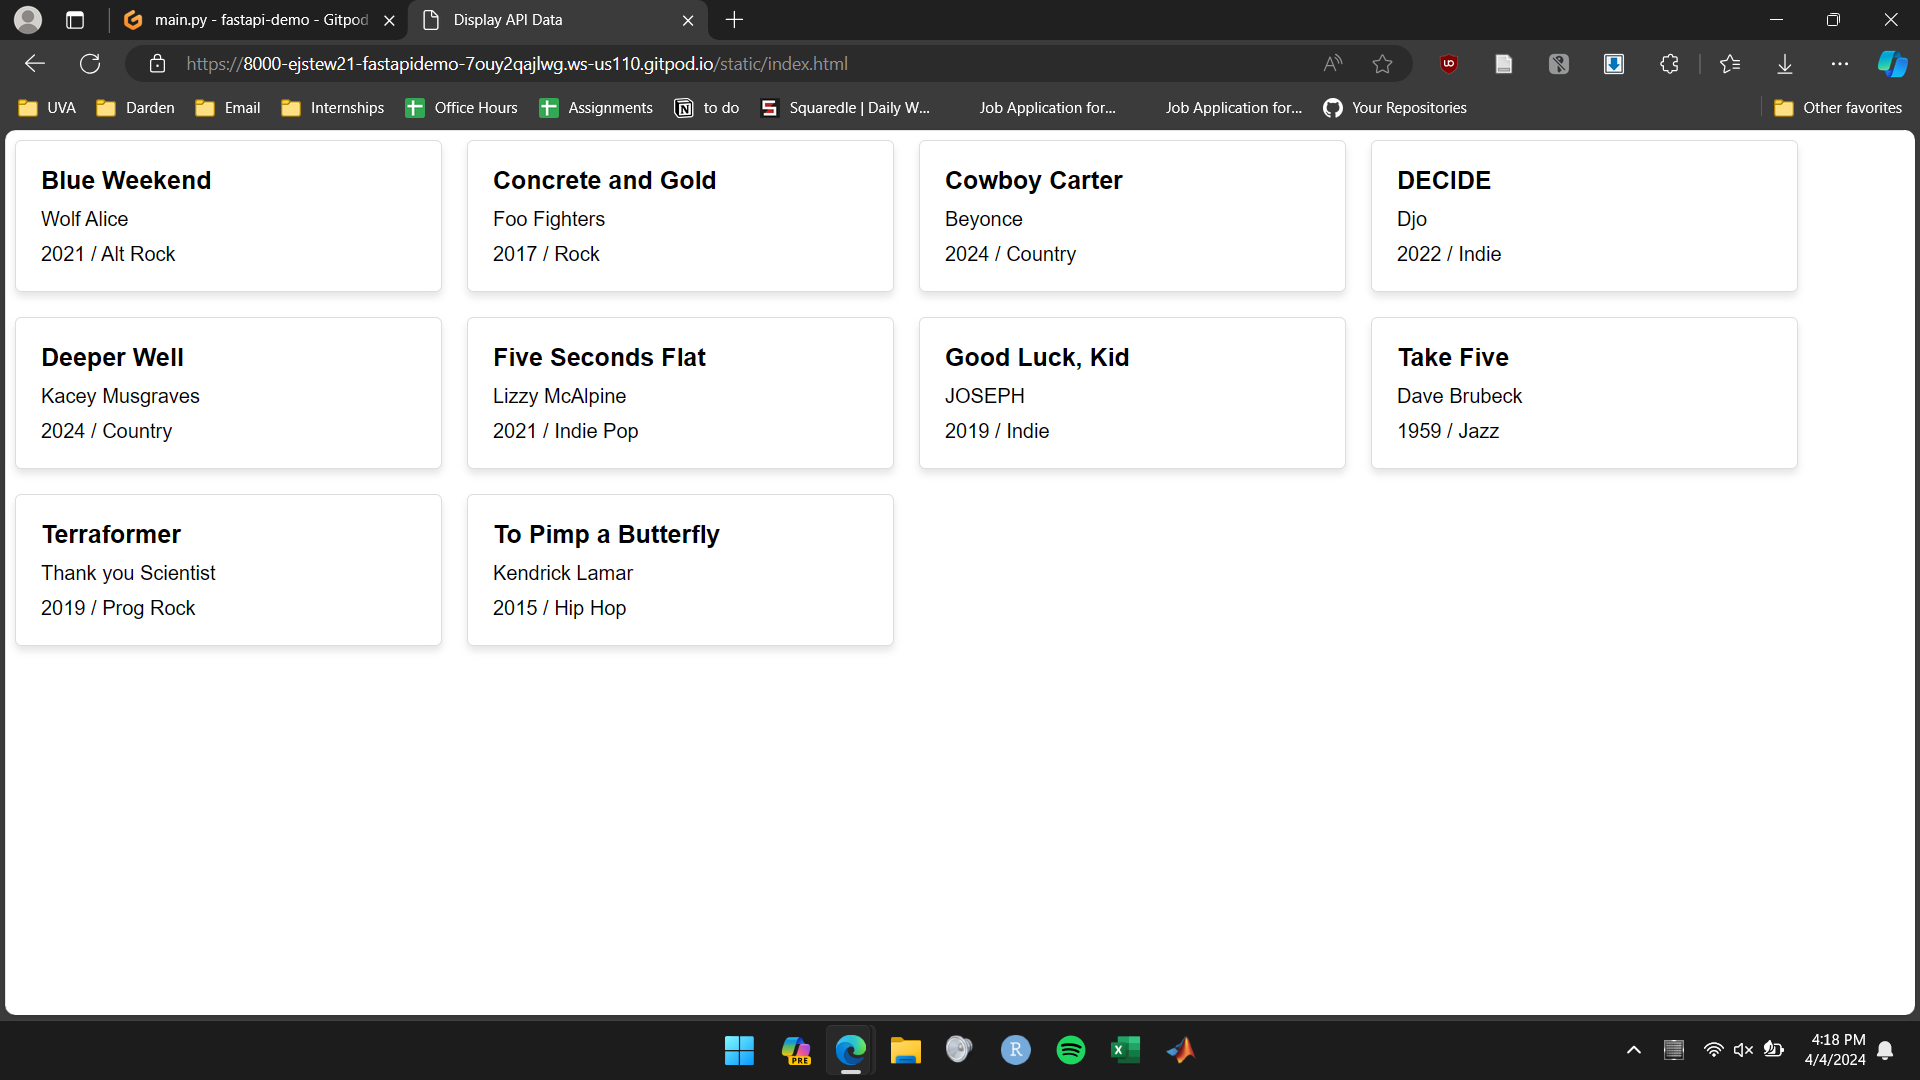 main.py - fastapi-demo - Gitpod
Display API Data
https://8000-ejstew21-fastapidemo-7ouy2qajlwg.ws-us110.gitpod.io/static/index.html
UVA
Darden
Email
Internships
Office Hours
Assignments
to do
Squaredle | Daily W...
Job Application for...
Job Application for...
Your Repositories
Other favorites
Blue Weekend
Wolf Alice
2021 / Alt Rock
Concrete and Gold
Foo Fighters
2017 / Rock
Cowboy Carter
Beyonce
2024 / Country
DECIDE
Djo
2022 / Indie
Deeper Well
Kacey Musgraves
2024 / Country
Five Seconds Flat
Lizzy McAlpine
2021 / Indie Pop
Good Luck, Kid
JOSEPH
2019 / Indie
Take Five
Dave Brubeck
1959 / Jazz
Terraformer
Thank you Scientist
2019 / Prog Rock
To Pimp a Butterfly
Kendrick Lamar
2015 / Hip Hop
PRE
R
X
4:18 PM
4/4/2024